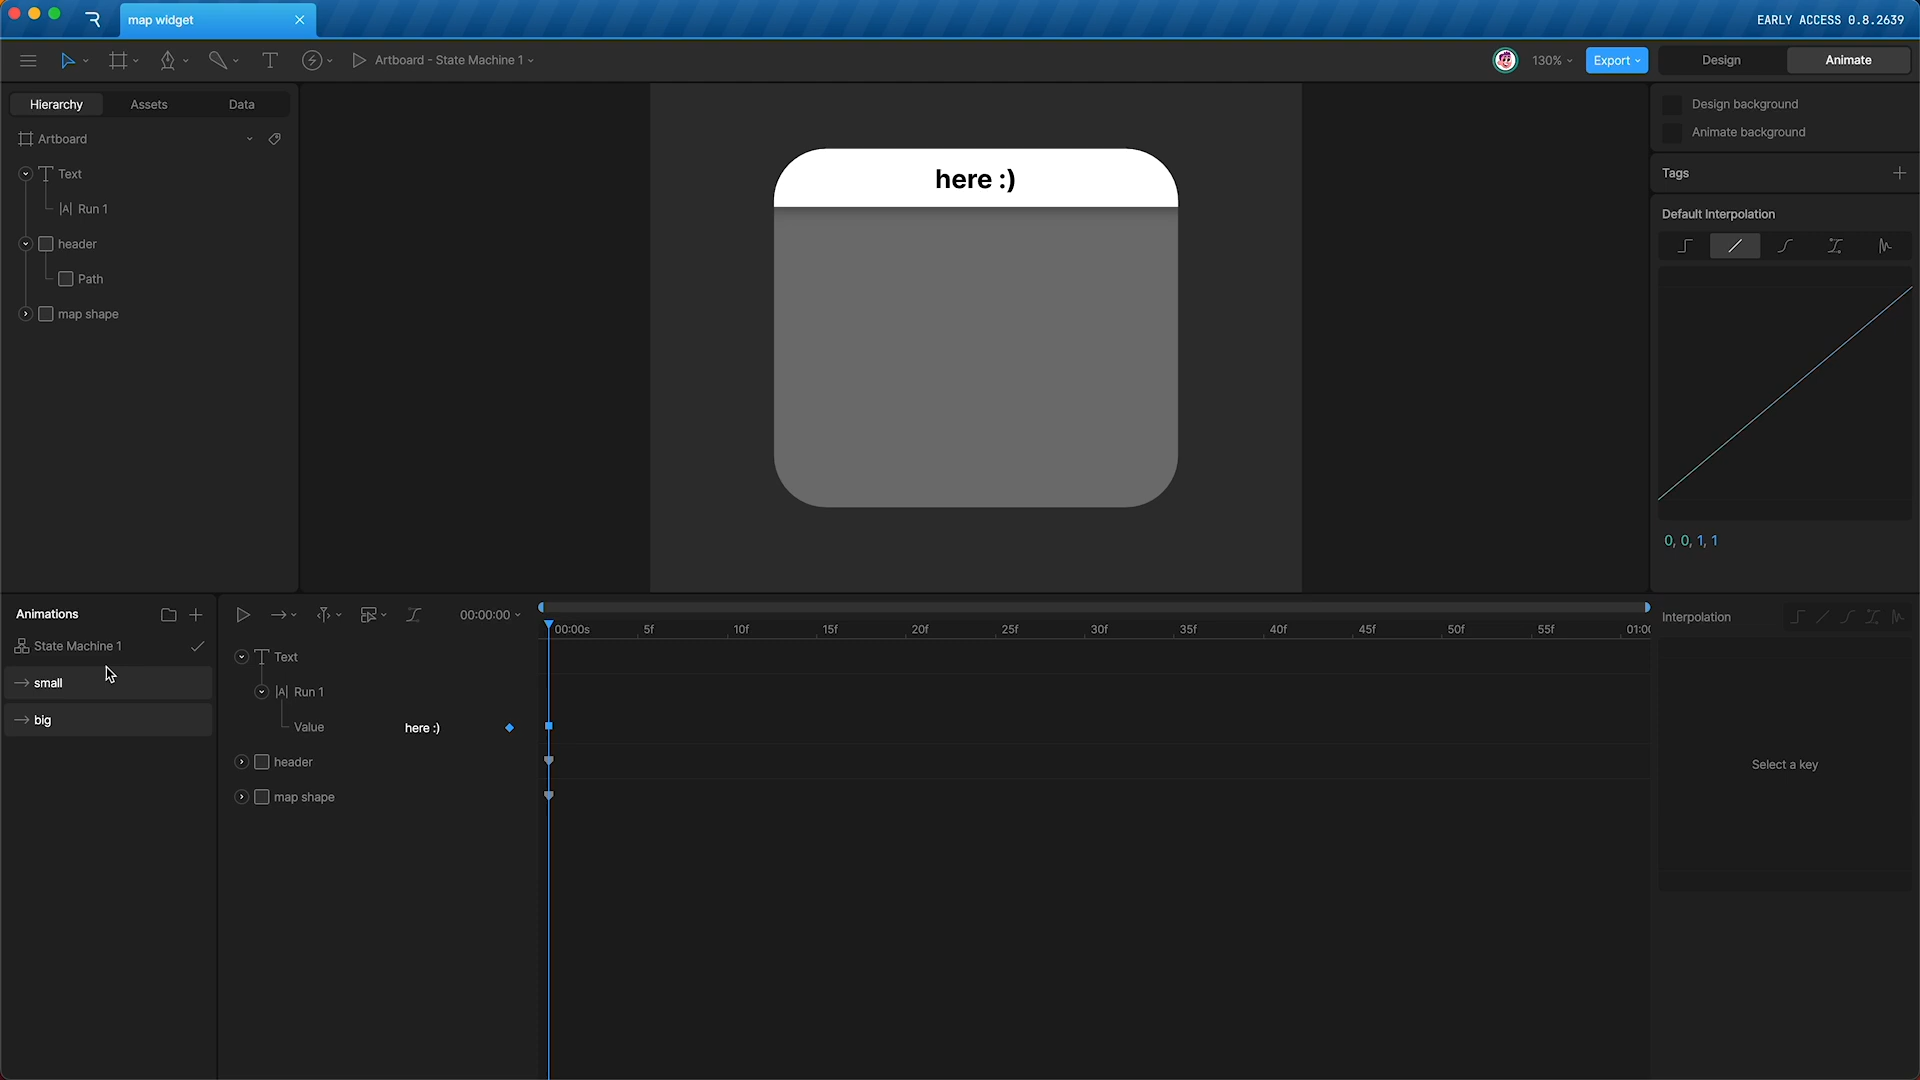 map widget
EARLY ACCESS 0.8.2639
Artboard - State Machine 1
130%
Export
Design
Animate
Hierarchy
Assets
Data
Artboard
Text
Run 1
header
Path
map shape
here :)
Design background
Animate background
Tags
Default Interpolation
0, 0, 1, 1
Animations
State Machine 1
small
big
00:00:00
00:00s
5f
10f
15f
20f
25f
30f
35f
40f
45f
50f
55f
01:0
Text
Run 1
Value
here :)
header
map shape
Interpolation
Select a key